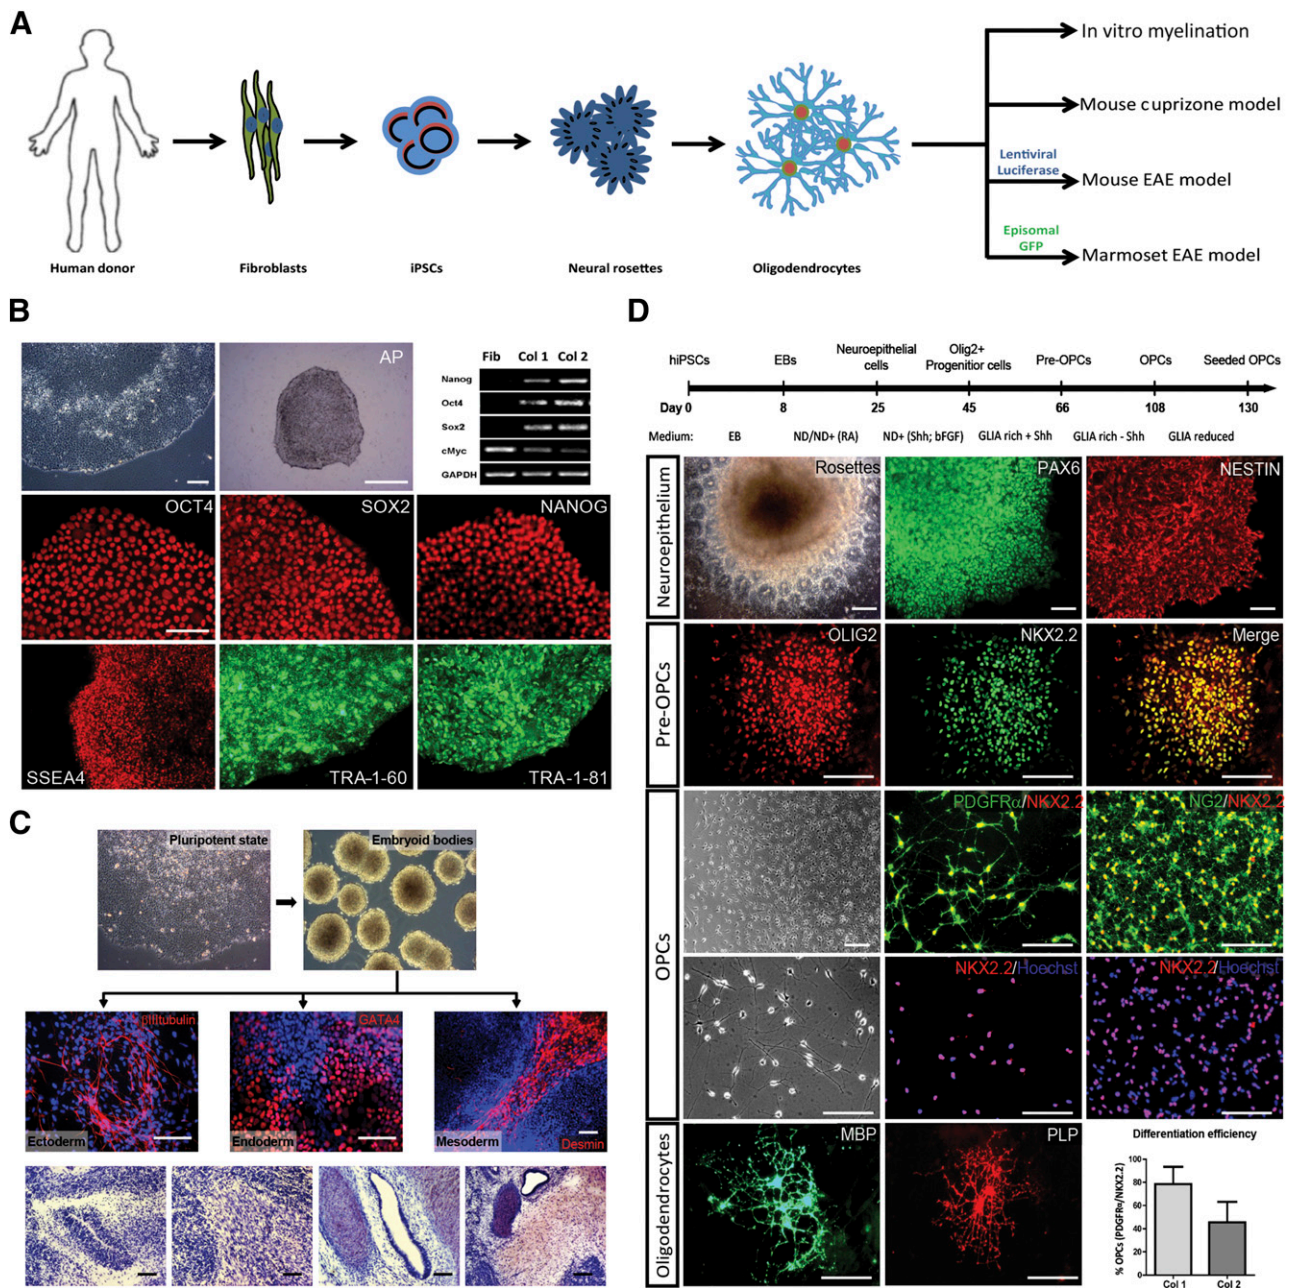 A
Human donor
Fibroblasts
iPSCs
Neural rosettes
Oligodendrocytes
In vitro myelination
Mouse cuprizone model
Lentiviral
Luciferase
Mouse EAE model
Episomal
GFP
Marmoset EAE model
B
AP
Fib Col 1 Col 2
Nanog
Oct4
Sox2
cMyc
GAPDH
OCT4
SOX2
NANOG
SSEA4
TRA-1-60
TRA-1-81
C
Pluripotent state
Embryoid bodies
βIIItubulin
Ectoderm
GATA4
Endoderm
Mesoderm
Desmin
D
hiPSCs
EBs
Neuroepithelial
cells
Olig2+
Progenitior cells
Pre-OPCs
OPCs
Seeded OPCs
Day 0 8 25 45 66 108 130
Medium: EB ND/ND+ (RA) ND+ (Shh; bFGF) GLIA rich + Shh GLIA rich - Shh GLIA reduced
Neuroepithelium
Rosettes
PAX6
NESTIN
Pre-OPCs
OLIG2
NKX2.2
Merge
OPCs
PDGFRα/NKX2.2
NG2/NKX2.2
NKX2.2/Hoechst
NKX2.2/Hoechst
Oligodendrocytes
MBP
PLP
Differentiation efficiency
% OPCs (PDGFRα/NKX2.2)
100
80
60
40
20
0
Col 1 Col 2